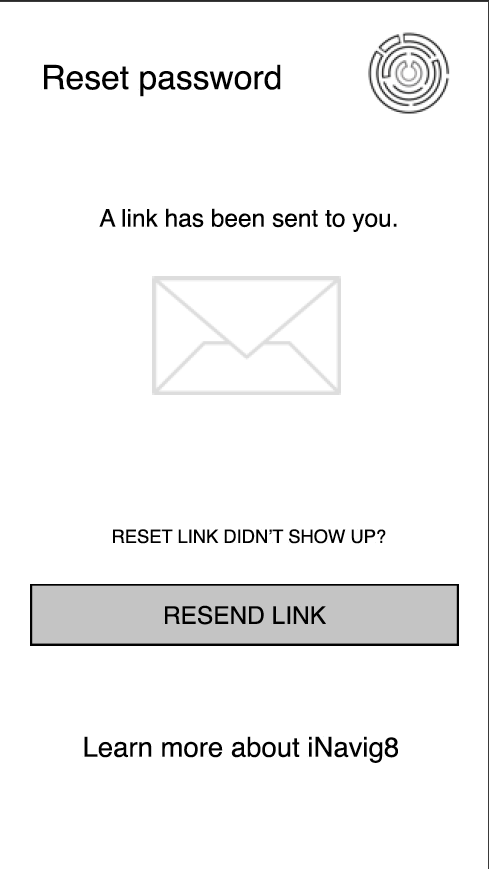 Reset password
A link has been sent to you.
RESET LINK DIDN’T SHOW UP?
RESEND LINK
Learn more about iNavig8